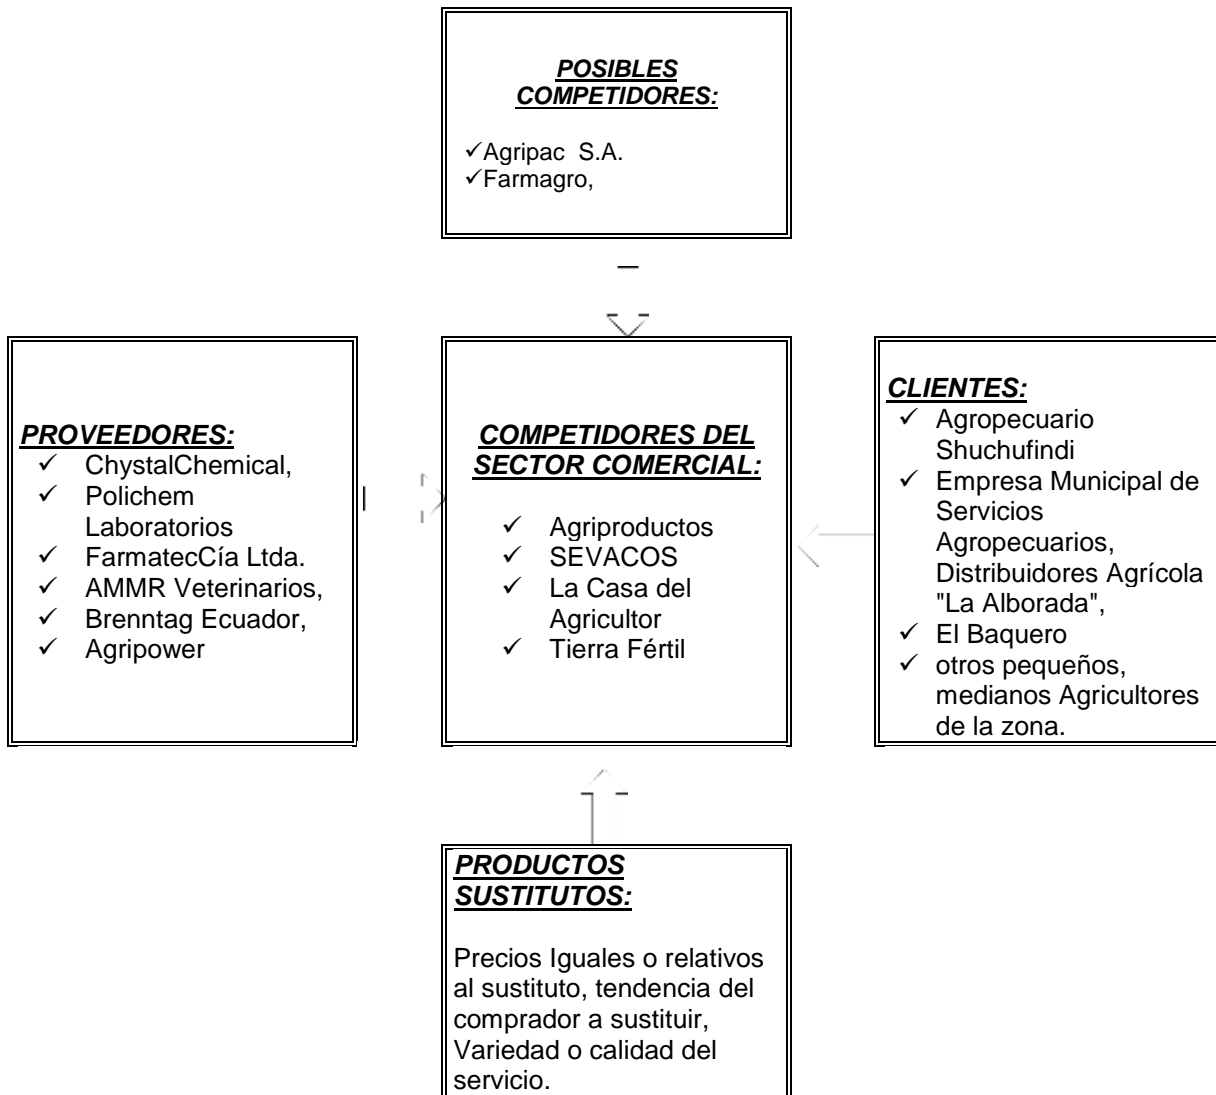 POSIBLES
COMPETIDORES:
✓Agripac S.A.
✓Farmagro,
PROVEEDORES:
✓ ChystalChemical,
✓ Polichem
Laboratorios
✓ FarmatecCía Ltda.
✓ AMMR Veterinarios,
✓ Brenntag Ecuador,
✓ Agripower
COMPETIDORES DEL
SECTOR COMERCIAL:
✓ Agriproductos
✓ SEVACOS
✓ La Casa del
Agricultor
✓ Tierra Fértil
CLIENTES:
✓ Agropecuario
Shuchufindi
✓ Empresa Municipal de
Servicios
Agropecuarios,
Distribuidores Agrícola
"La Alborada",
✓ El Baquero
✓ otros pequeños,
medianos Agricultores
de la zona.
PRODUCTOS
SUSTITUTOS:
Precios Iguales o relativos
al sustituto, tendencia del
comprador a sustituir,
Variedad o calidad del
servicio.